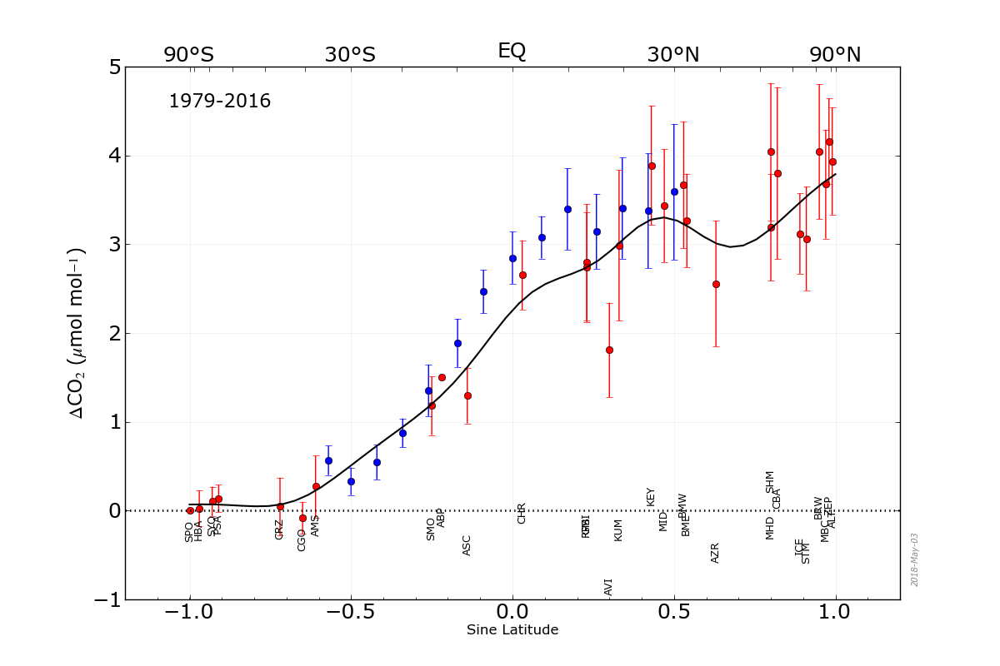 90°S 30°S EQ 30°N 90°N
1979-2016
5
4
3
2
1
0
−1
ΔCO₂ (μmol mol⁻¹)
SPO HBA SYO PSA CRZ CGO AMS SMO ABP ASC CHR AVI KUM KEY MID BMW BME AZR MHD SHM CBA ICE STM BRW MBC ZEP ALT
−1.0 −0.5 0.0 0.5 1.0
Sine Latitude
2018-May-03